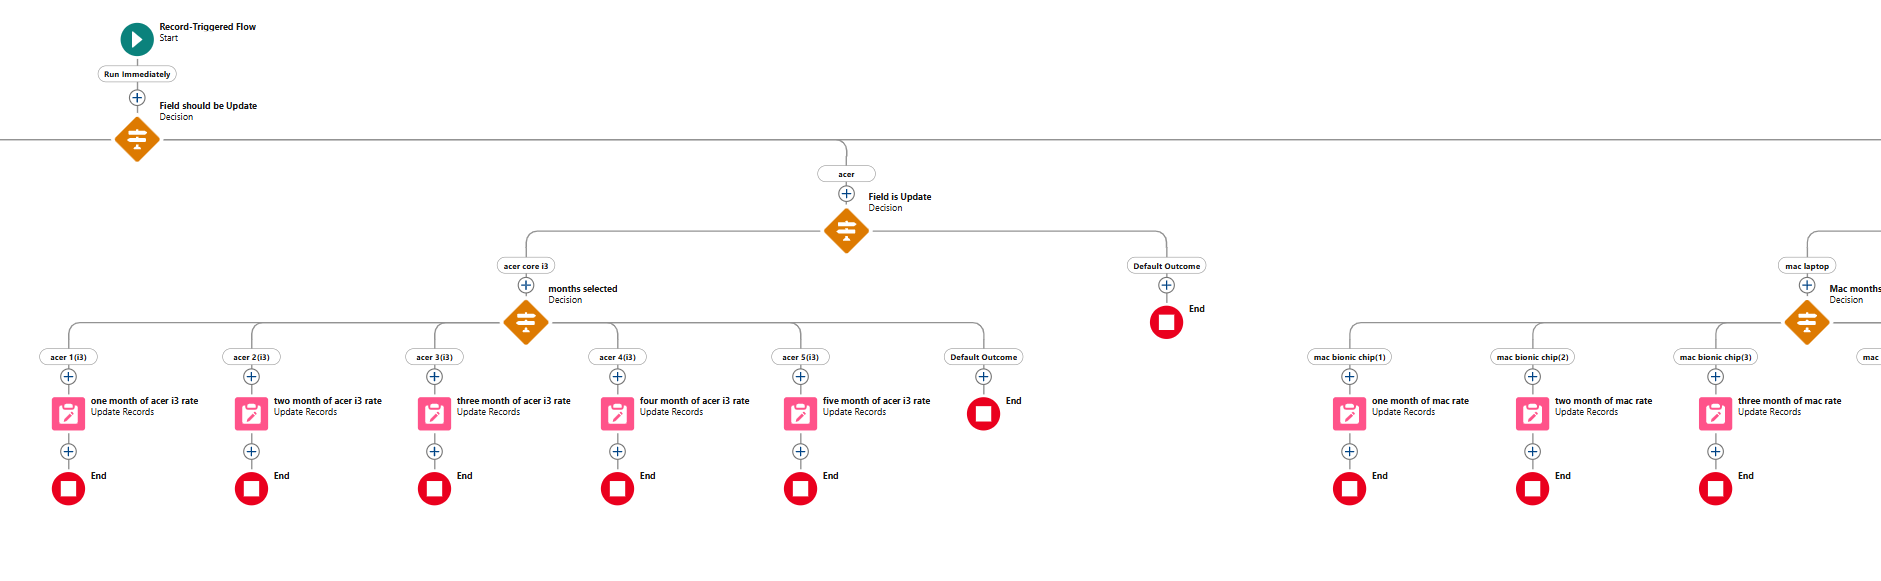 Record-Triggered Flow
Start
Run Immediately
Field should be Update
Decision
acer
Field is Update
Decision
acer core i3
Default Outcome
mac laptop
months selected
Decision
End
Mac months
Decision
acer 1(i3)
acer 2(i3)
acer 3(i3)
acer 4(i3)
acer 5(i3)
Default Outcome
mac bionic chip(1)
mac bionic chip(2)
mac bionic chip(3)
mac
one month of acer i3 rate
Update Records
two month of acer i3 rate
Update Records
three month of acer i3 rate
Update Records
four month of acer i3 rate
Update Records
five month of acer i3 rate
Update Records
End
one month of mac rate
Update Records
two month of mac rate
Update Records
three month of mac rate
Update Records
End
End
End
End
End
End
End
End